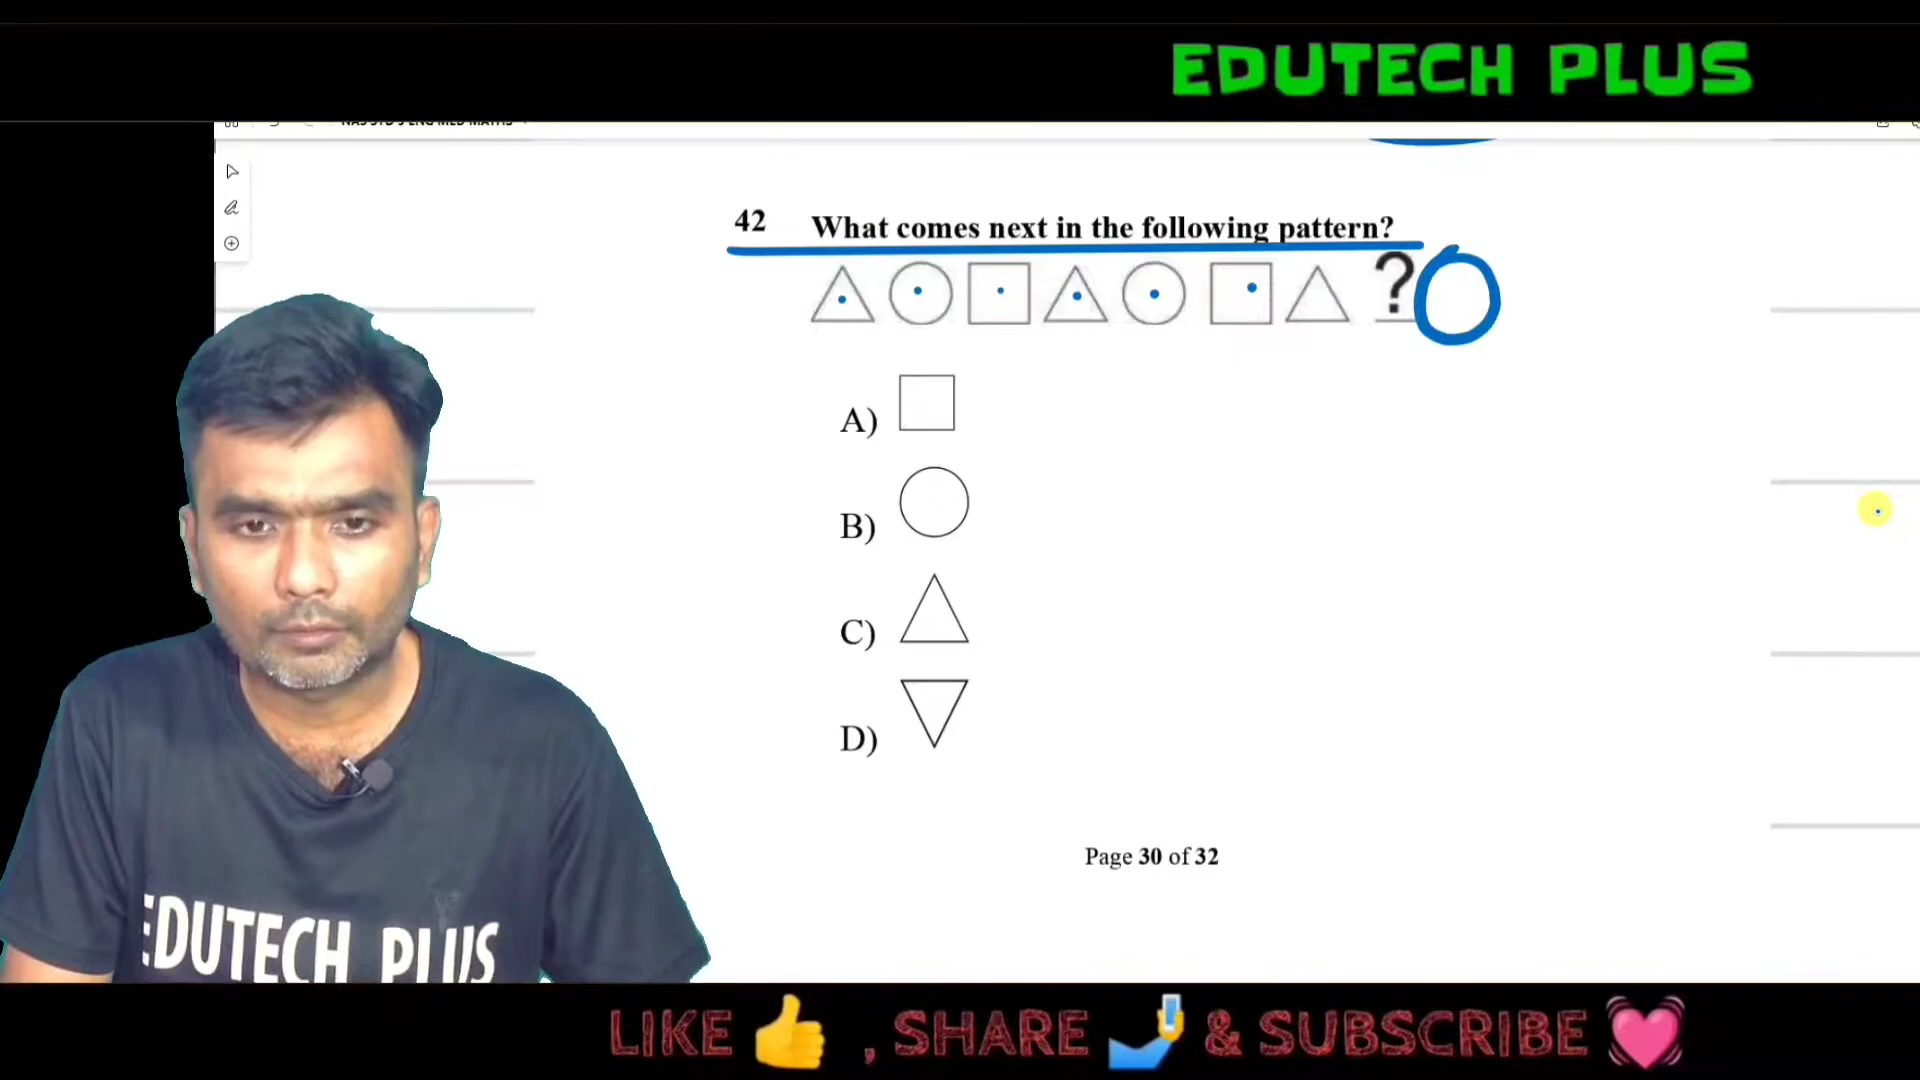 EDUTECH PLUS
42 What comes next in the following pattern?
?
A)
B)
C)
D)
Page 30 of 32
EDUTECH PLUS
LIKE , SHARE & SUBSCRIBE